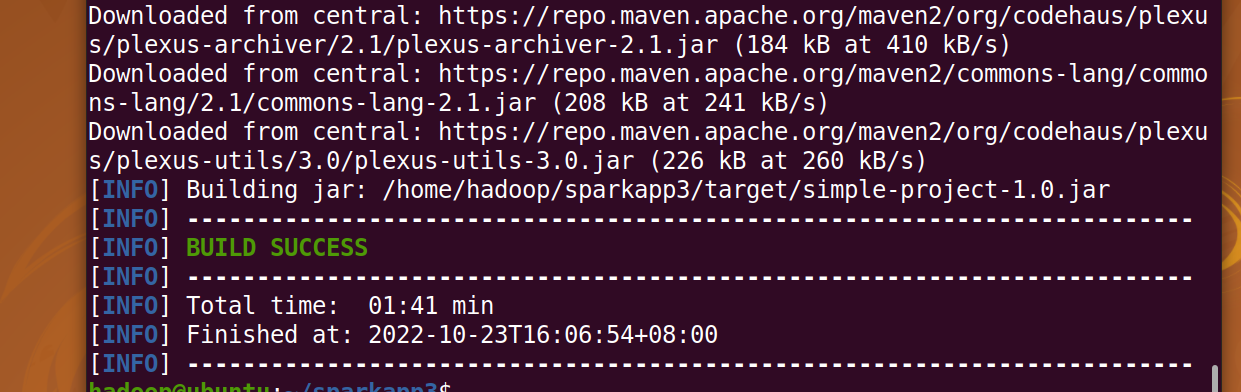 Downloaded from central: https://repo.maven.apache.org/maven2/org/codehaus/plexu
s/plexus-archiver/2.1/plexus-archiver-2.1.jar (184 kB at 410 kB/s)
Downloaded from central: https://repo.maven.apache.org/maven2/commons-lang/commo
ns-lang/2.1/commons-lang-2.1.jar (208 kB at 241 kB/s)
Downloaded from central: https://repo.maven.apache.org/maven2/org/codehaus/plexu
s/plexus-utils/3.0/plexus-utils-3.0.jar (226 kB at 260 kB/s)
[INFO] Building jar: /home/hadoop/sparkapp3/target/simple-project-1.0.jar
[INFO] ------------------------------------------------------------------------
[INFO] BUILD SUCCESS
[INFO] ------------------------------------------------------------------------
[INFO] Total time:  01:41 min
[INFO] Finished at: 2022-10-23T16:06:54+08:00
[INFO] ------------------------------------------------------------------------
hadoop@ubuntu:~/sparkapp3$